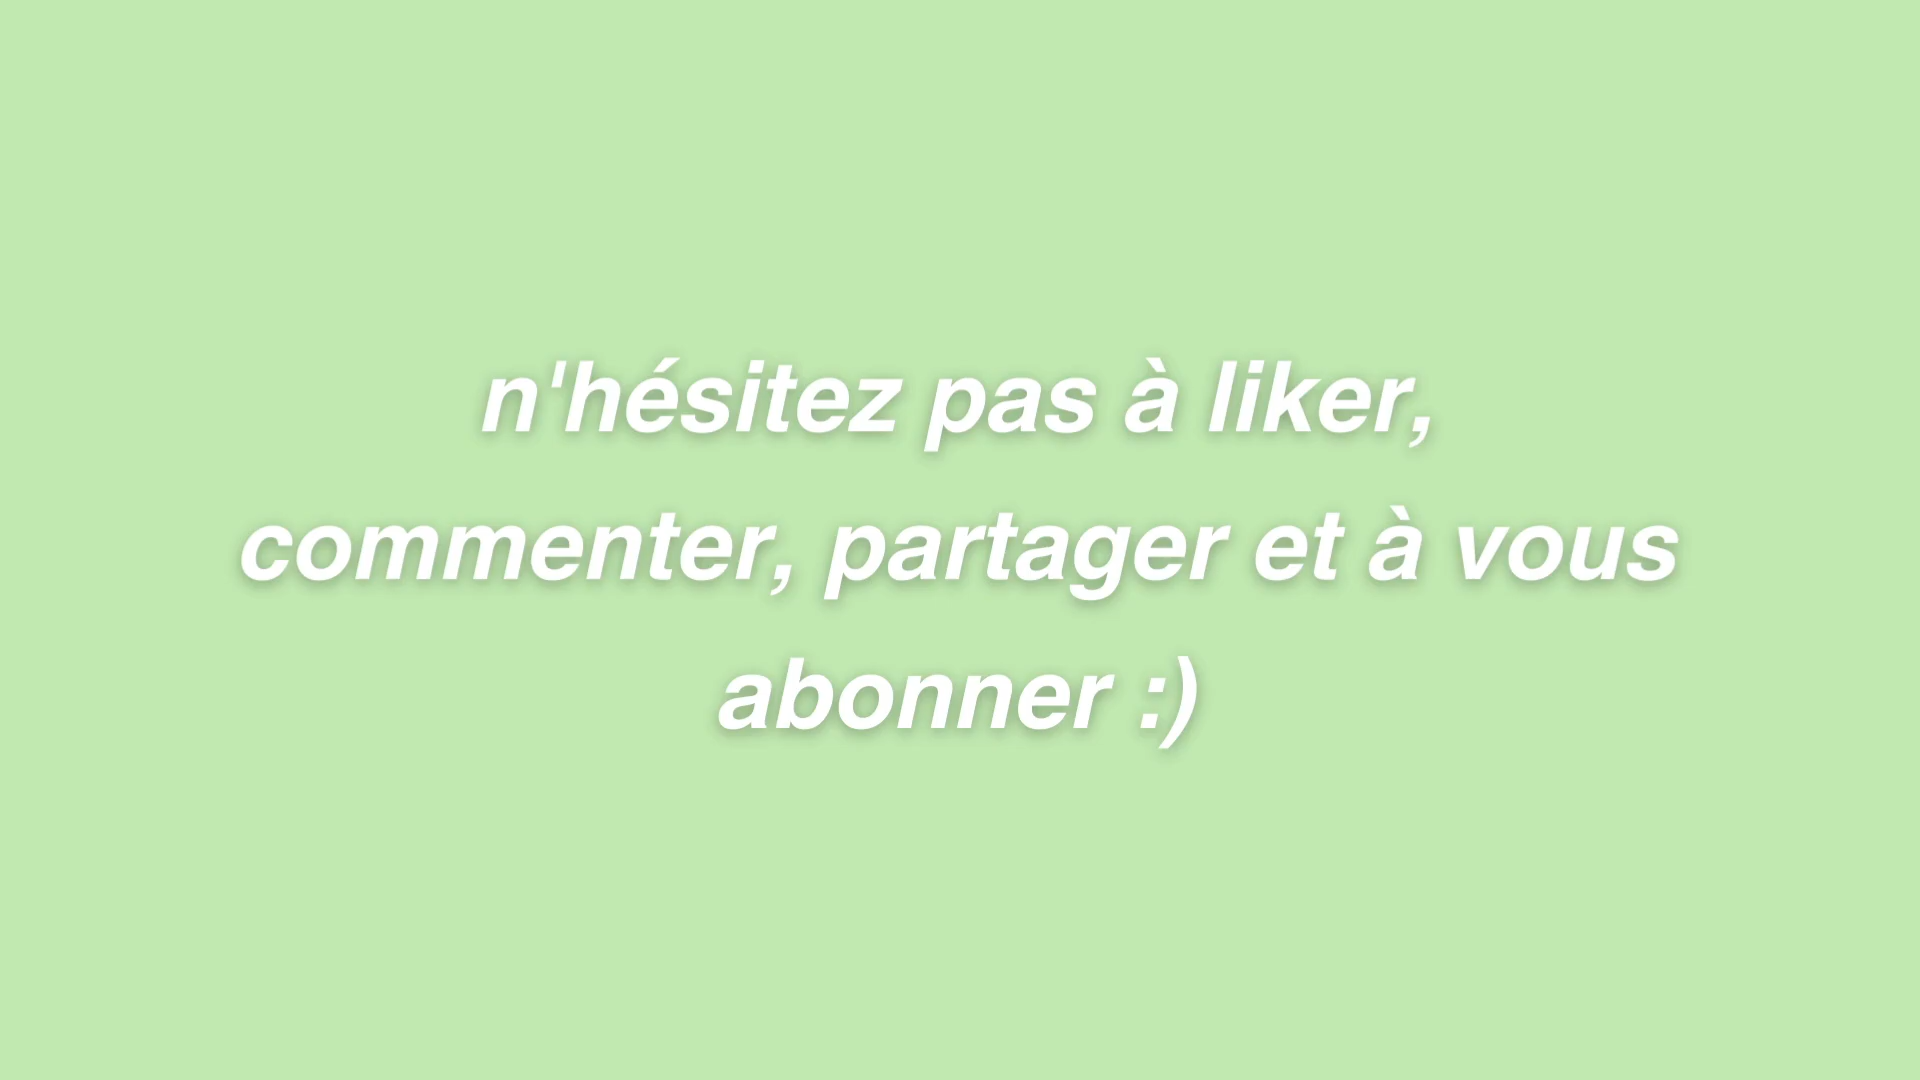 n'hésitez pas à liker,
commenter, partager et à vous
abonner :)